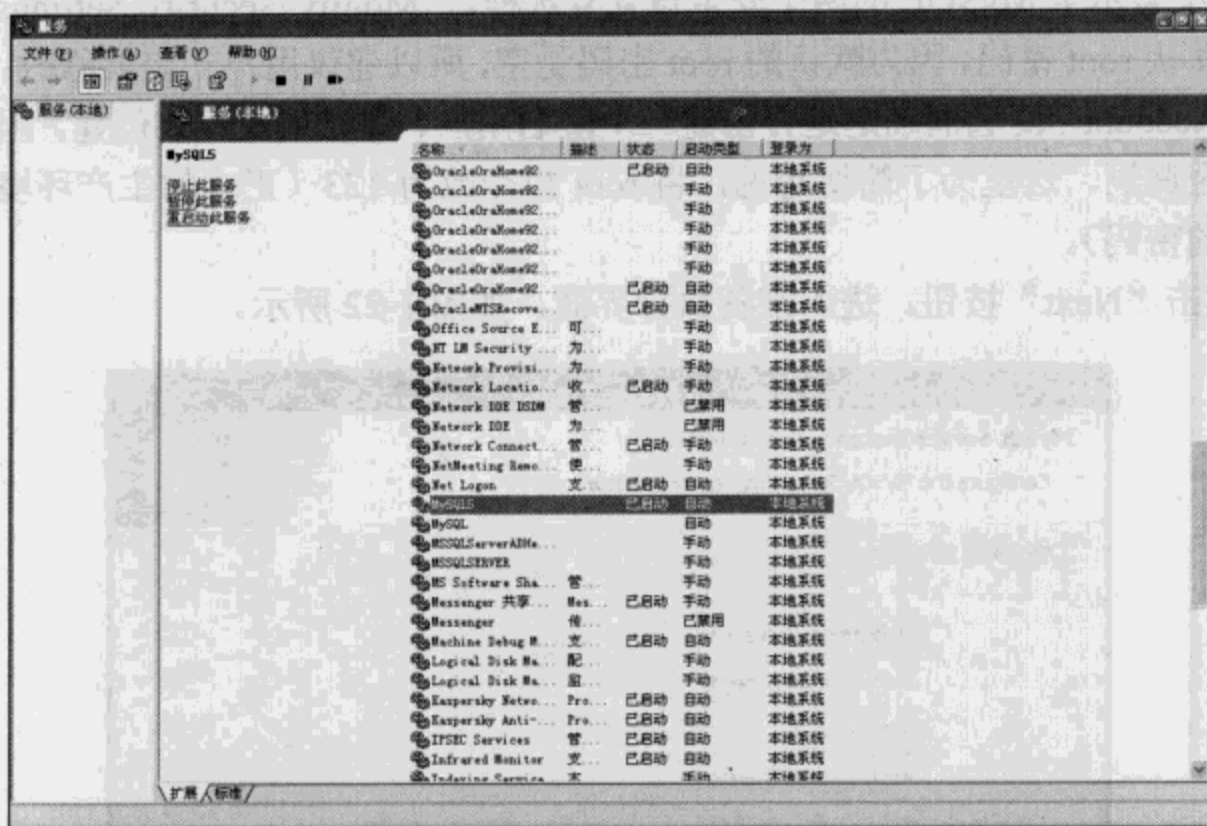 服务
文件(F) 操作(A) 查看(V) 帮助(H)
服务(本地)
服务(本地)
MySQL5
停止此服务
暂停此服务
重启动此服务
名称 描述 状态 启动类型 登录为
OracleOraHome92... 已启动 自动 本地系统
OracleOraHome92... 手动 本地系统
OracleOraHome92... 手动 本地系统
OracleOraHome92... 手动 本地系统
OracleOraHome92... 手动 本地系统
OracleOraHome92... 手动 本地系统
OracleOraHome92... 已启动 自动 本地系统
OracleMTSRecove... 已启动 自动 本地系统
Office Source E... 可... 手动 本地系统
NT LM Security ... 为... 手动 本地系统
Network Provisi... 为... 手动 本地系统
Network Locatio... 收... 已启动 手动 本地系统
Network DDE DSDM 管... 已禁用 本地系统
Network DDE 为... 已禁用 本地系统
Network Connect... 管... 已启动 手动 本地系统
NetMeeting Remo... 使... 手动 本地系统
Net Logon 支... 已启动 自动 本地系统
MySQL5 已启动 自动 本地系统
MySQL 自动 本地系统
MSSQLServerADHe... 手动 本地系统
MSSQLSERVER 手动 本地系统
MS Software Sha... 管... 手动 本地系统
Messenger 共享... Mes... 已启动 手动 本地系统
Messenger 传... 已禁用 本地系统
Machine Debug M... 支... 已启动 自动 本地系统
Logical Disk Ma... 配... 手动 本地系统
Logical Disk Ma... 监... 手动 本地系统
Kaspersky Netwo... Pro... 已启动 自动 本地系统
Kaspersky Anti-... Pro... 已启动 自动 本地系统
IPSEC Services 管... 已启动 自动 本地系统
Infrared Monitor 支... 已启动 自动 本地系统
Indexing Service 本... 手动 本地系统
扩展 标准
击“Next”按钮 92 所示。